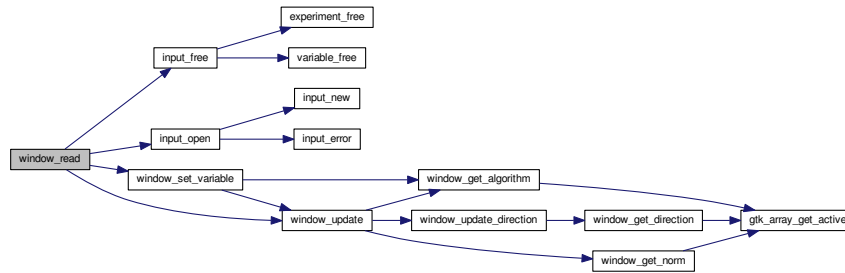 experiment_free
input_free
variable_free
input_new
input_open
input_error
window_read
window_set_variable
window_get_algorithm
window_update
window_update_direction
window_get_direction
gtk_array_get_active
window_get_norm